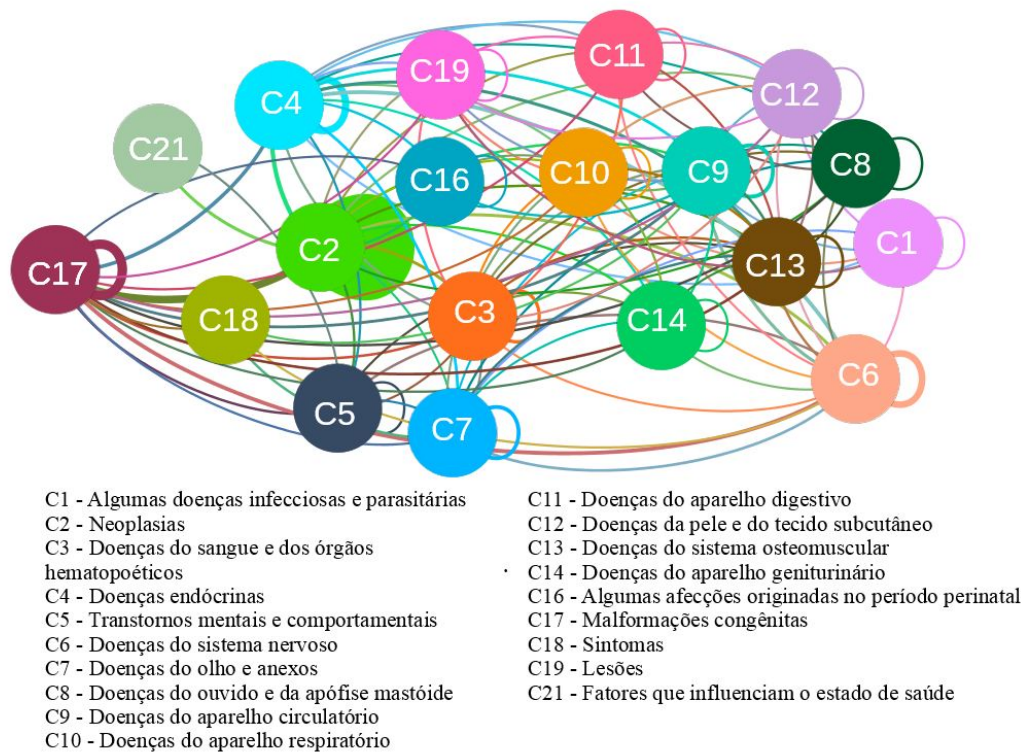 C11
C19
C12
C4
C21
C8
C16
C10
C9
C2
C1
C17
C13
C18
C3
C14
C6
C5
C7
C1 - Algumas doenças infecciosas e parasitárias
C2 - Neoplasias
C3 - Doenças do sangue e dos órgãos
hematopoéticos
C4 - Doenças endócrinas
C5 - Transtornos mentais e comportamentais
C6 - Doenças do sistema nervoso
C7 - Doenças do olho e anexos
C8 - Doenças do ouvido e da apófise mastóide
C9 - Doenças do aparelho circulatório
C10 - Doenças do aparelho respiratório
C11 - Doenças do aparelho digestivo
C12 - Doenças da pele e do tecido subcutâneo
C13 - Doenças do sistema osteomuscular
C14 - Doenças do aparelho geniturinário
C16 - Algumas afecções originadas no período perinatal
C17 - Malformações congênitas
C18 - Sintomas
C19 - Lesões
C21 - Fatores que influenciam o estado de saúde